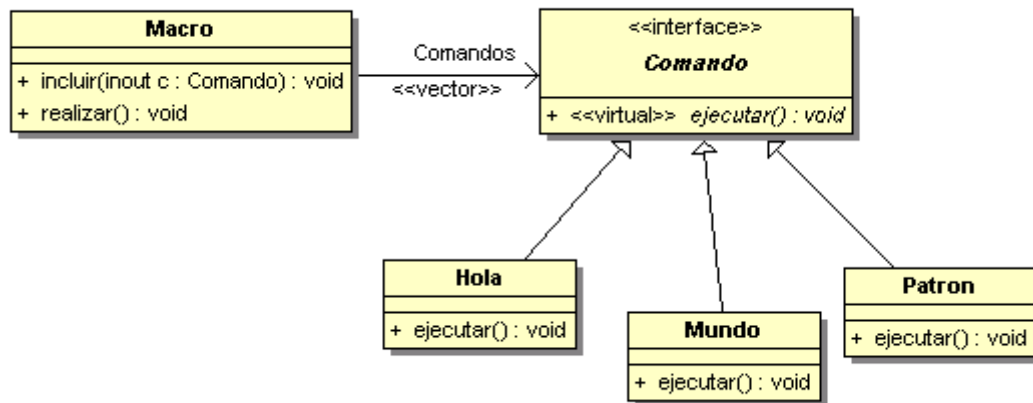 Macro
+ incluir(inout c : Comando) : void
+ realizar() : void
Comandos
<<vector>>
<<interface>>
Comando
+ <<virtual>> ejecutar() : void
Hola
+ ejecutar() : void
Mundo
+ ejecutar() : void
Patron
+ ejecutar() : void